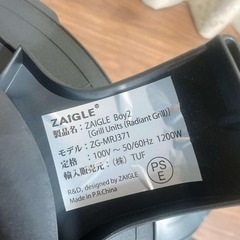 ZAIGLE®
製品名 : ZAIGLE Boy2
[Grill Units (Radiant Grill)]
モデル : ZG-MRJ371
定格 : 100V ~ 50/60Hz 1200W
輸入販売元 : (株) TUF
PS
E
R&D, designed by ZAIGLE
Made in P.R.China